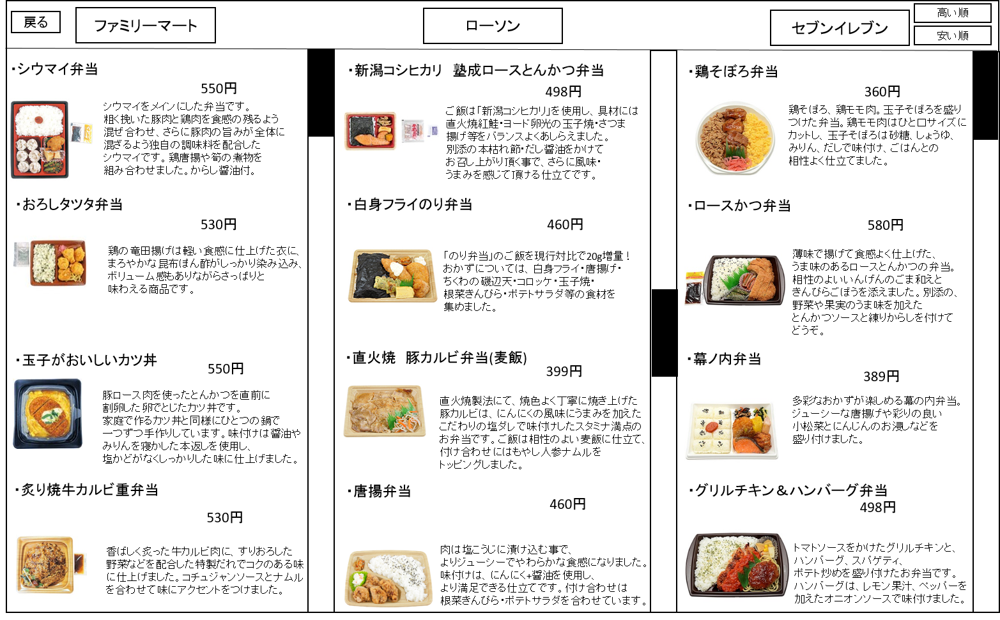 戻る
ファミリーマート
ローソン
セブンイレブン
高い順
安い順
・シウマイ弁当
550円
シウマイをメインにした弁当です。
粗く挽いた豚肉と鶏肉を食感の残るよう
混ぜ合わせ、さらに豚肉の旨みが全体に
混ざるよう独自の調味料を配合した
シウマイです。鶏唐揚や筍の煮物を
組み合わせました。からし醤油付。
・おろしタツタ弁当
530円
鶏の竜田揚げは軽い食感に仕上げた衣に、
まろやかな昆布ぽん酢がしっかり染み込み、
ボリューム感もありながらさっぱりと
味わえる商品です。
・玉子がおいしいカツ丼
550円
豚ロース肉を使ったとんかつを直前に
割卵した卵でとじたカツ丼です。
家庭で作るカツ丼と同様にひとつの鍋で
一つずつ手作りしています。味付けは醤油や
みりんを寝かした本返しを使用し、
塩かどがなくしっかりした味に仕上げました。
・炙り焼牛カルビ重弁当
530円
香ばしく炙った牛カルビ肉に、すりおろした
野菜などを配合した特製だれでコクのある味
に仕上げました。コチュジャンソースとナムル
を合わせて味にアクセントをつけました。
・新潟コシヒカリ　塾成ロースとんかつ弁当
498円
ご飯は「新潟コシヒカリ」を使用し、具材には
直火焼紅鮭・ヨード卵光の玉子焼・さつま
揚げ等をバランスよくあしらえました。
別添の本枯れ節・だし醤油をかけて
お召し上がり頂く事で、さらに風味・
うまみを感じて頂ける仕立てです。
・白身フライのり弁当
460円
「のり弁当」のご飯を現行対比で20g増量！
おかずについては、白身フライ・唐揚げ・
ちくわの磯辺天・コロッケ・玉子焼・
根菜きんぴら・ポテトサラダ等の食材を
集めました。
・直火焼　豚カルビ弁当(麦飯)
399円
直火焼製法にて、焼色よく丁寧に焼き上げた
豚カルビは、にんにくの風味にうまみを加えた
こだわりの塩ダレで味付けしたスタミナ満点の
お弁当です。ご飯は相性のよい麦飯に仕立て、
付け合わせにはもやし人参ナムルを
トッピングしました。
・唐揚弁当
460円
肉は塩こうじに漬け込む事で、
よりジューシーでやわらかな食感になりました。
味付けは、にんにく+醤油を使用し、
より満足できる仕立てです。付け合わせは
根菜きんぴら・ポテトサラダを合わせています。
・鶏そぼろ弁当
360円
鶏そぼろ、鶏モモ肉。玉子そぼろを盛り
つけた弁当。鶏モモ肉はひと口サイズに
カットし、玉子そぼろは砂糖、しょうゆ、
みりん、だしで味付け、ごはんとの
相性よく仕立てました。
・ロースかつ弁当
580円
薄味で揚げて食感よく仕上げた、
うま味のあるロースとんかつの弁当。
相性のよいいんげんのごま和えと
きんぴらごぼうを添えました。別添の、
野菜や果実のうま味を加えた
とんかつソースと練りからしを付けて
どうぞ。
・幕ノ内弁当
389円
多彩なおかずが楽しめる幕の内弁当。
ジューシーな唐揚げや彩りの良い
小松菜とにんじんのお浸しなどを
盛り付けました。
・グリルチキン＆ハンバーグ弁当
498円
トマトソースをかけたグリルチキンと、
ハンバーグ、スパゲティ、
ポテト炒めを盛り付けたお弁当です。
ハンバーグは、レモン果汁、ペッパーを
加えたオニオンソースで味付けました。